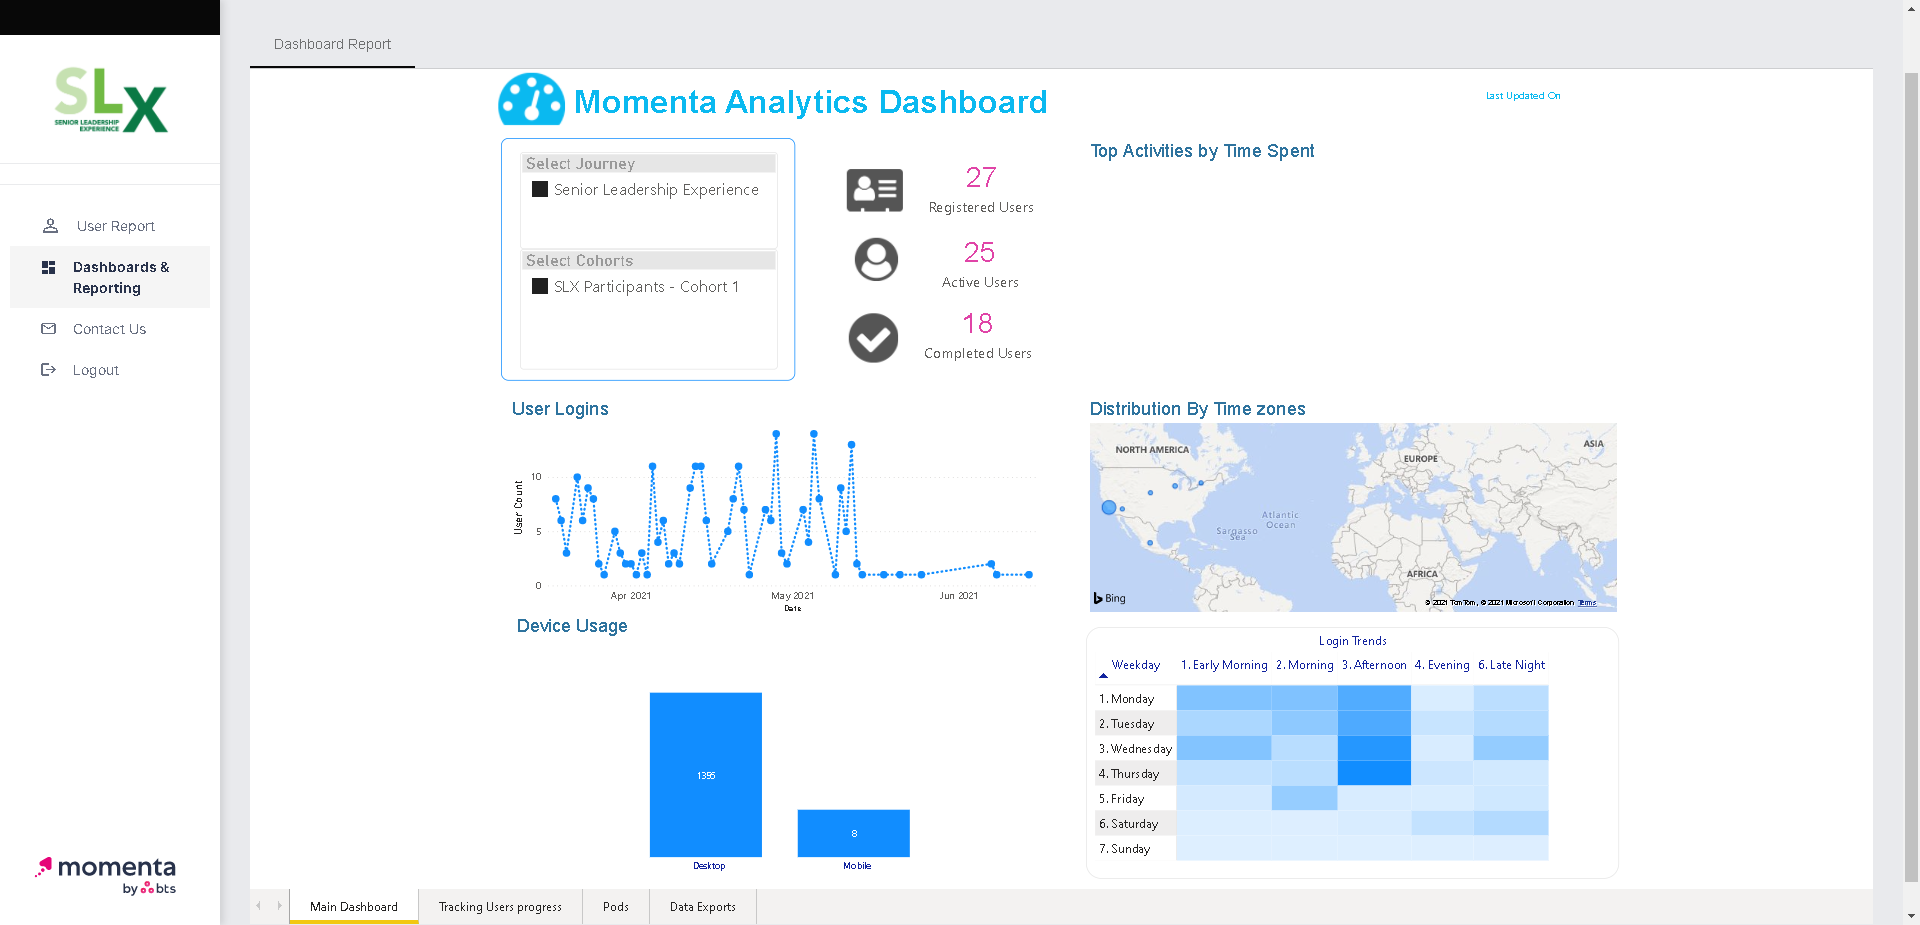 SLX
SENIOR LEADERSHIP
EXPERIENCE
User Report
Dashboards &
Reporting
Contact Us
Logout
momenta
by bts
Dashboard Report
Momenta Analytics Dashboard
Last Updated On
Select Journey
Senior Leadership Experience
Select Cohorts
SLX Participants - Cohort 1
27
Registered Users
25
Active Users
18
Completed Users
Top Activities by Time Spent
User Logins
User Count
10
5
0
Apr 2021
May 2021
Jun 2021
Date
Distribution By Time zones
NORTH AMERICA
EUROPE
ASIA
Atlantic
Ocean
Sargasso
Sea
AFRICA
Bing
© 2021 TomTom, © 2021 Microsoft Corporation Terms
Device Usage
1395
8
Desktop
Mobile
Login Trends
Weekday 1. Early Morning 2. Morning 3. Afternoon 4. Evening 6. Late Night
1. Monday
2. Tuesday
3. Wednesday
4. Thursday
5. Friday
6. Saturday
7. Sunday
Main Dashboard
Tracking Users progress
Pods
Data Exports